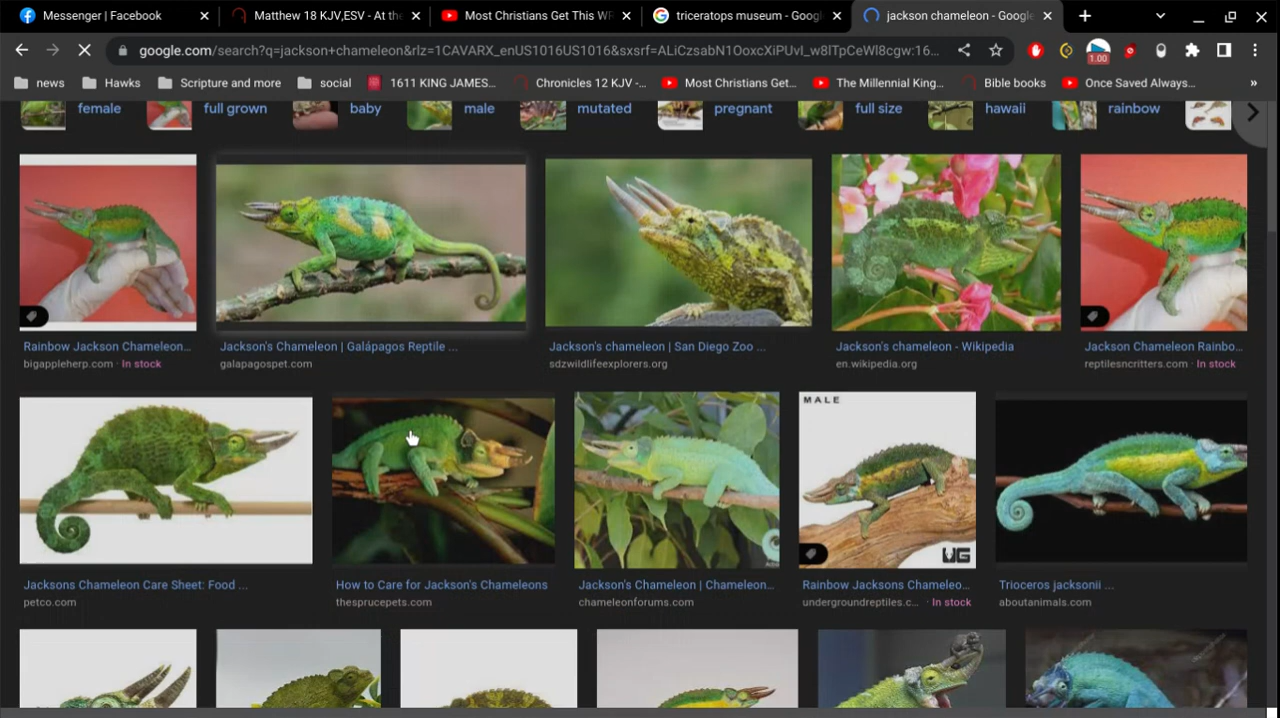 Messenger | Facebook
Matthew 18 KJV,ESV - At the
Most Christians Get This WR
triceratops museum - Googl
jackson chameleon - Google
google.com/search?q=jackson+chameleon&rlz=1CAVARX_enUS1016US1016&sxsrf=ALiCzsabN1OoxcXiPUvI_w8lTpCeWl8cgw:16...
1.00
news
Hawks
Scripture and more
social
1611 KING JAMES...
Chronicles 12 KJV -...
Most Christians Get...
The Millennial King...
Bible books
Once Saved Always...
»
female
full grown
baby
male
mutated
pregnant
full size
hawaii
rainbow
Rainbow Jackson Chameleon...
bigappleherp.com · In stock
Jackson's Chameleon | Galápagos Reptile ...
galapagospet.com
Jackson's chameleon | San Diego Zoo ...
sdzwildlifeexplorers.org
Jackson's chameleon - Wikipedia
en.wikipedia.org
Jackson Chameleon Rainbo...
reptilesncritters.com · In stock
MALE
UG
Jacksons Chameleon Care Sheet: Food ...
petco.com
How to Care for Jackson's Chameleons
thesprucepets.com
Jackson's Chameleon | Chameleon...
chameleonforums.com
Rainbow Jacksons Chameleo...
undergroundreptiles.c... · In stock
Trioceros jacksonii ...
aboutanimals.com